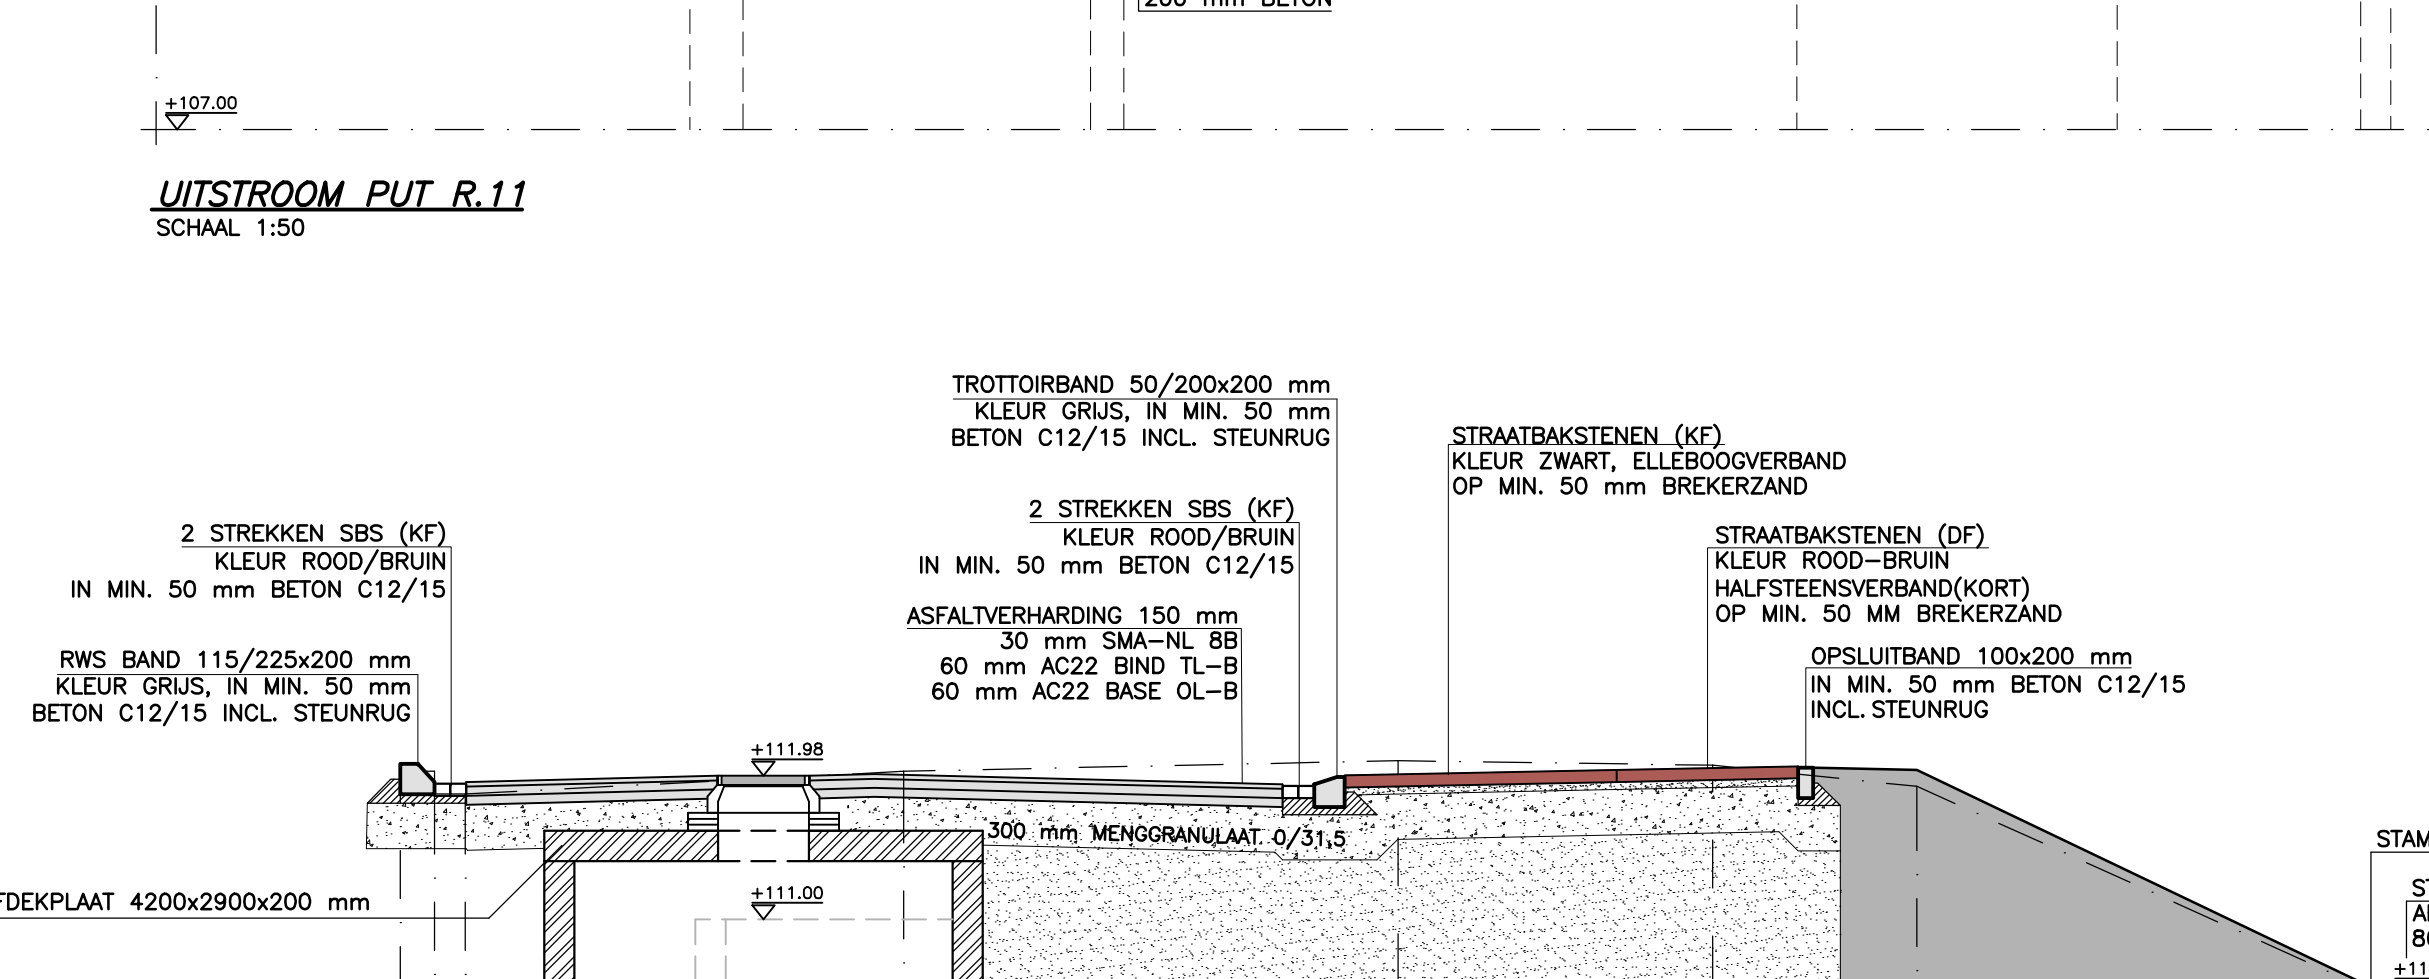 200 mm BETON
+107.00
UITSTROOM PUT R.11
SCHAAL 1:50
TROTTOIRBAND 50/200x200 mm
KLEUR GRIJS, IN MIN. 50 mm
BETON C12/15 INCL. STEUNRUG
STRAATBAKSTENEN (KF)
KLEUR ZWART, ELLEBOOGVERBAND
OP MIN. 50 mm BREKERZAND
2 STREKKEN SBS (KF)
KLEUR ROOD/BRUIN
IN MIN. 50 mm BETON C12/15
2 STREKKEN SBS (KF)
KLEUR ROOD/BRUIN
IN MIN. 50 mm BETON C12/15
STRAATBAKSTENEN (DF)
KLEUR ROOD-BRUIN
HALFSTEENSVERBAND(KORT)
OP MIN. 50 MM BREKERZAND
ASFALTVERHARDING 150 mm
30 mm SMA-NL 8B
60 mm AC22 BIND TL-B
60 mm AC22 BASE OL-B
RWS BAND 115/225x200 mm
KLEUR GRIJS, IN MIN. 50 mm
BETON C12/15 INCL. STEUNRUG
OPSLUITBAND 100x200 mm
IN MIN. 50 mm BETON C12/15
INCL. STEUNRUG
+111.98
300 mm MENGGRANULAAT 0/31,5
STAM
FDEKPLAAT 4200x2900x200 mm
+111.00
+11